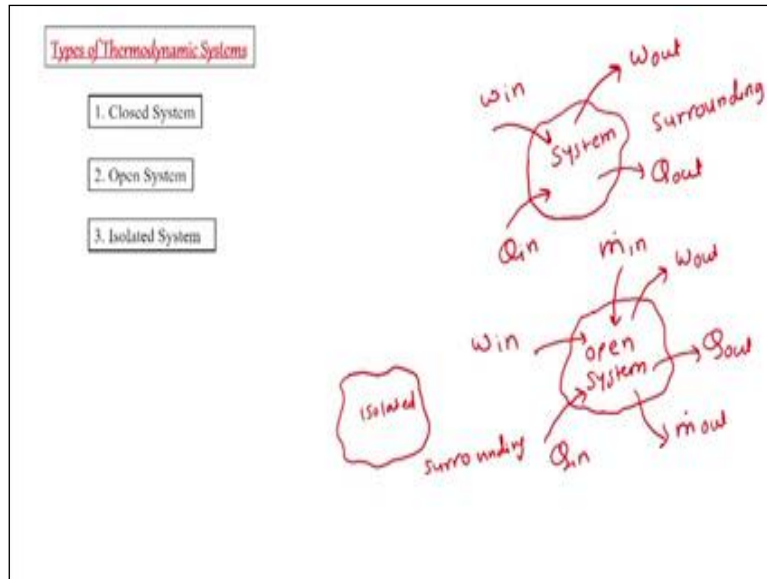 Types of Thermodynamic Systems
1. Closed System
2. Open System
3. Isolated System
Win
Wout
System
Surrounding
Qout
Qin
ṁin
Wout
Win
open
system
Qout
ṁout
Qin
Surrounding
Isolated